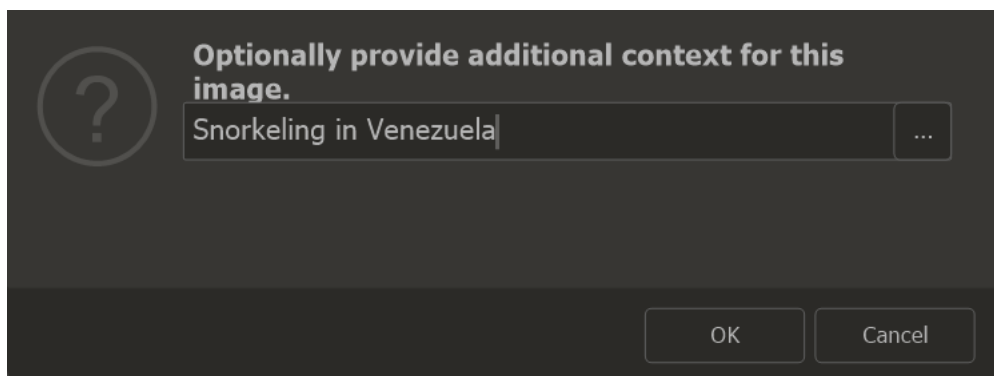 Optionally provide additional context for this
image.
Snorkeling in Venezuela
...
OK
Cancel